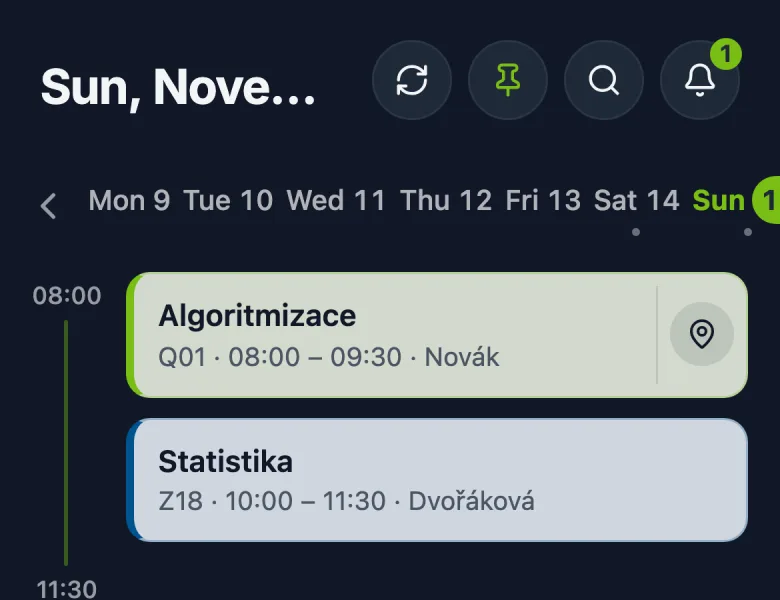 Sun, Nove...
1
Mon 9 Tue 10 Wed 11 Thu 12 Fri 13 Sat 14 Sun 1
08:00
Algoritmizace
Q01 · 08:00 – 09:30 · Novák
Statistika
Z18 · 10:00 – 11:30 · Dvořáková
11:30